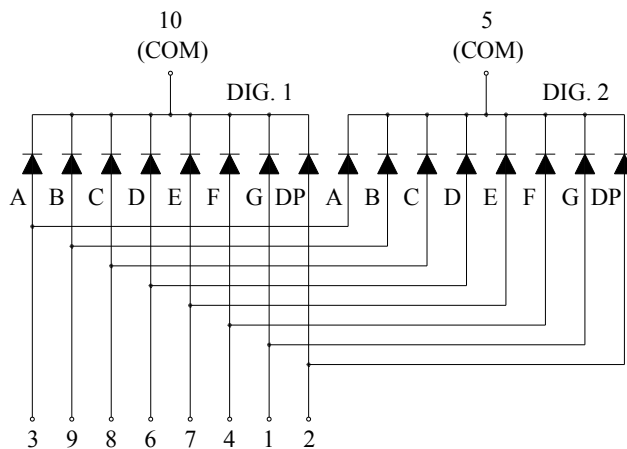 10 5
(COM) (COM)
DIG. 1 DIG. 2
A B C D E F G DP A B C D E F G DP
3 9 8 6 7 4 1 2